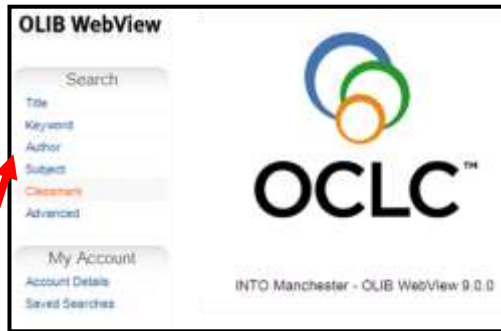 OLIB WebView
Search
Title
Keyword
Author
Subject
Classmark
Advanced
My Account
Account Details
Saved Searches
OCLC™
INTO Manchester - OLIB WebView 9.0.0